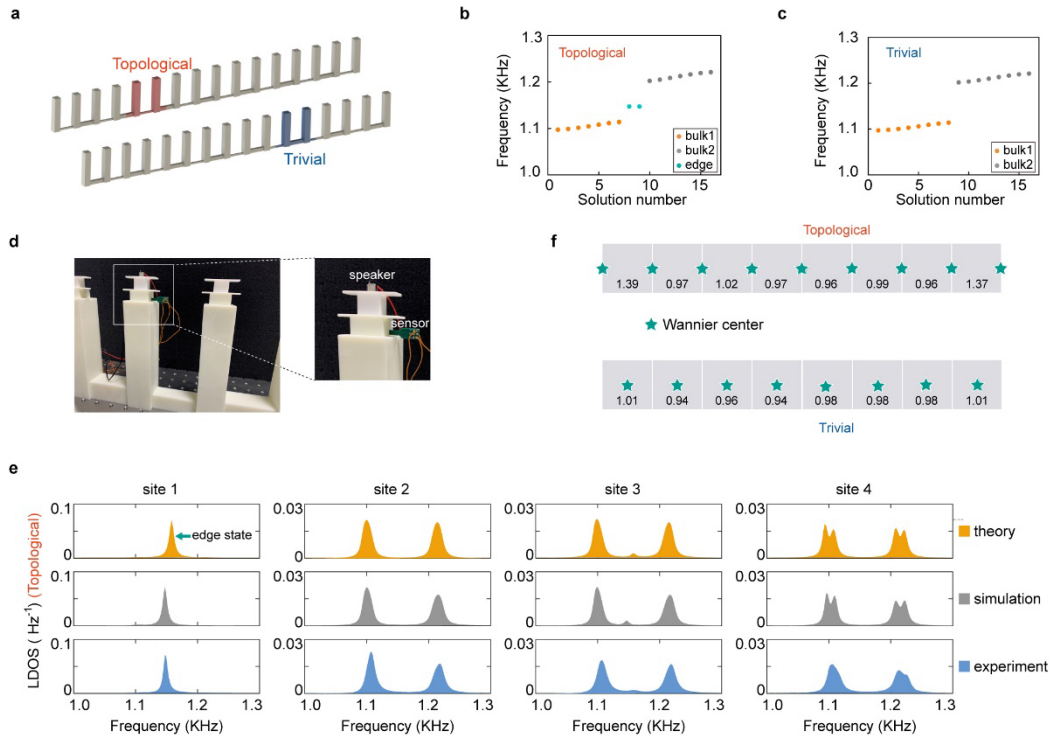 a
Topological
Trivial
b
1.3
1.2
1.1
1.0
Frequency (KHz)
Topological
bulk1
bulk2
edge
0 5 10 15
Solution number
c
1.3
1.2
1.1
1.0
Frequency (KHz)
Trivial
bulk1
bulk2
0 5 10 15
Solution number
d
speaker
sensor
f
Topological
1.39 0.97 1.02 0.97 0.96 0.99 0.96 1.37
Wannier center
1.01 0.94 0.96 0.94 0.98 0.98 0.98 1.01
Trivial
e
site 1 site 2 site 3 site 4
LDOS ( Hz⁻¹) (Topological)
0.1 0.03 0.03 0.03
edge state
theory
0 0 0 0
0.1 0.03 0.03 0.03
simulation
0 0 0 0
0.1 0.03 0.03 0.03
experiment
0 0 0 0
1.0 1.1 1.2 1.3 1.0 1.1 1.2 1.3 1.0 1.1 1.2 1.3 1.0 1.1 1.2 1.3
Frequency (KHz) Frequency (KHz) Frequency (KHz) Frequency (KHz)